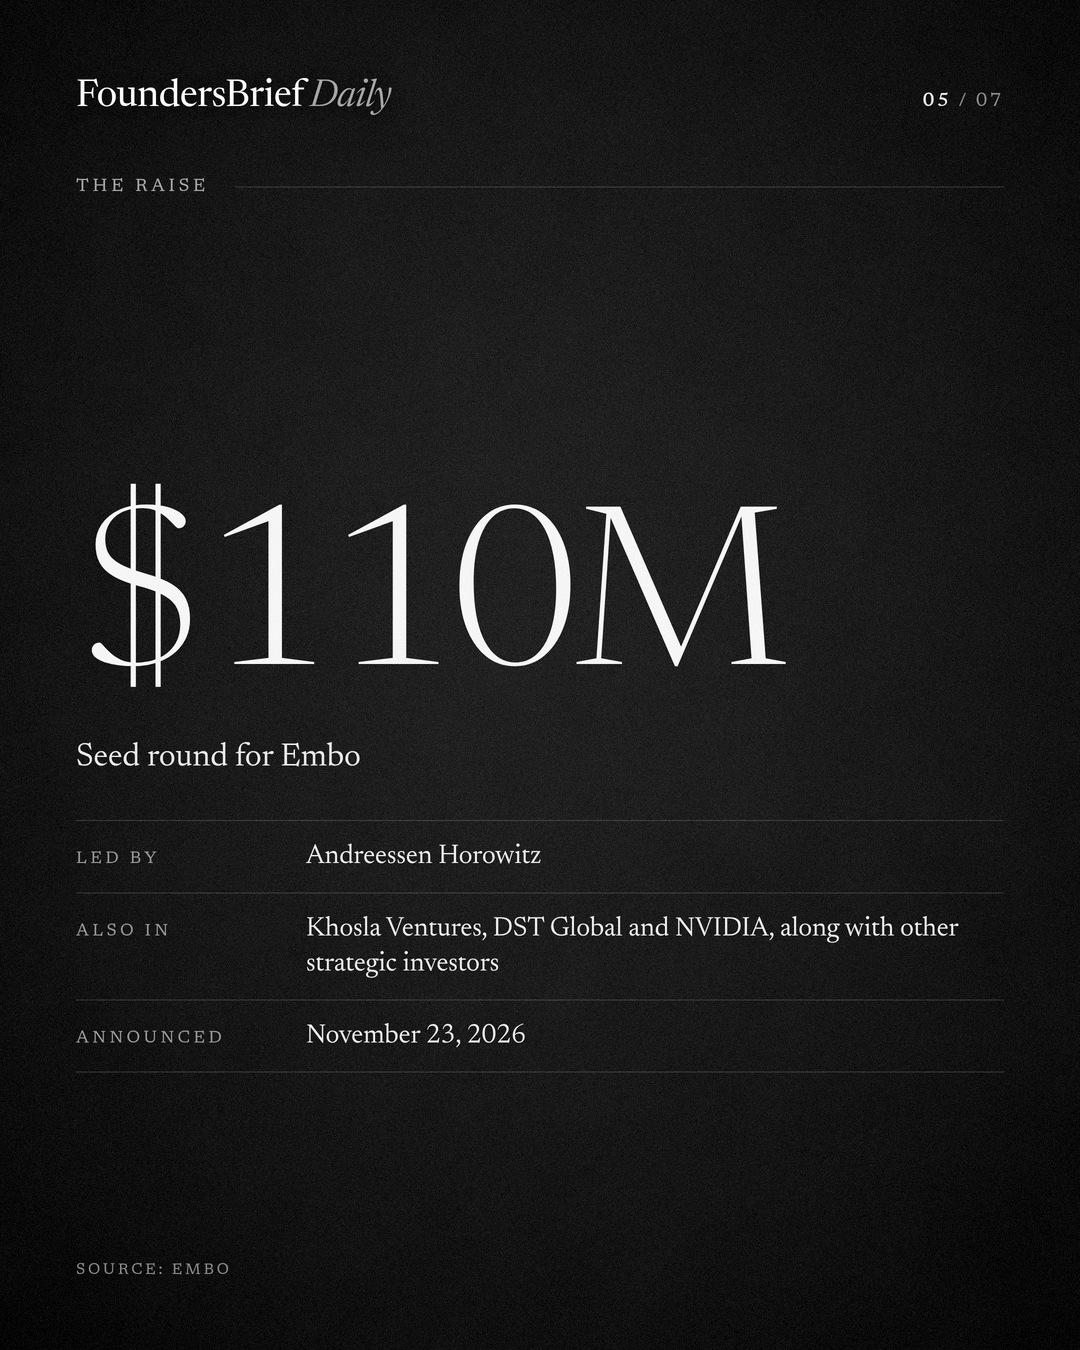 FoundersBrief Daily
05 / 07
THE RAISE
$110M
Seed round for Embo
LED BY
Andreessen Horowitz
ALSO IN
Khosla Ventures, DST Global and NVIDIA, along with other
strategic investors
ANNOUNCED
November 23, 2026
SOURCE: EMBO